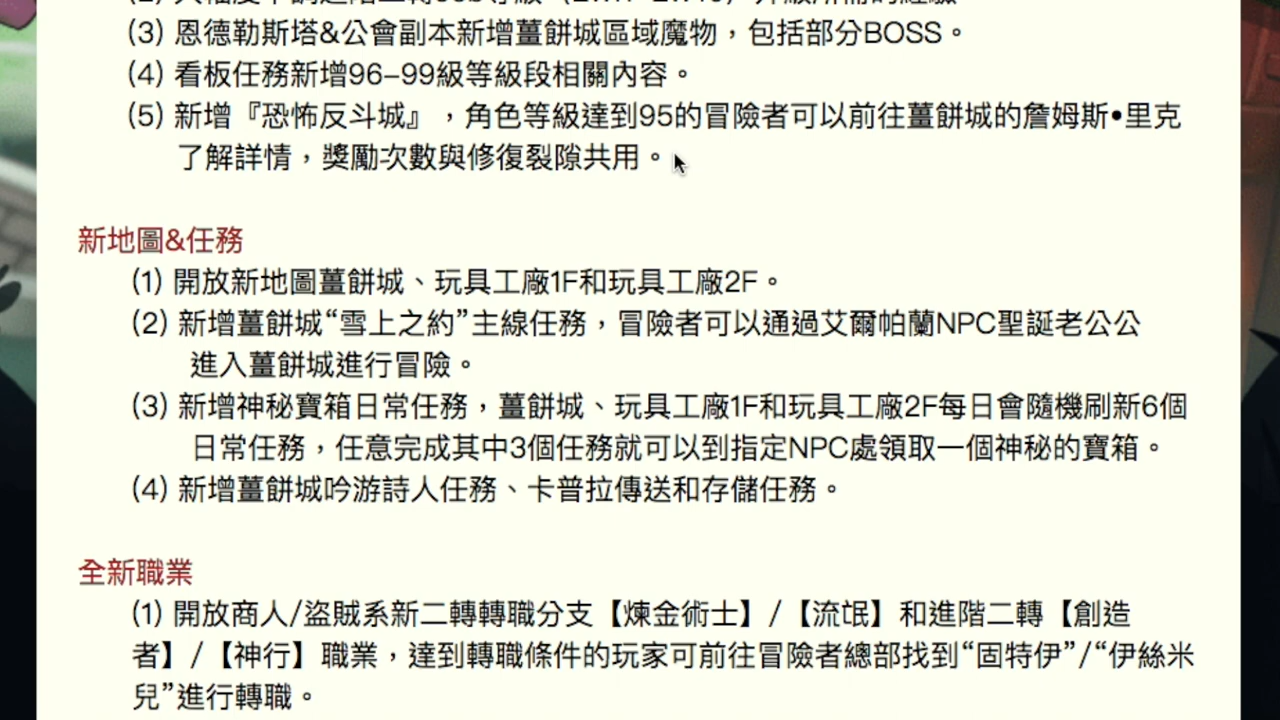 (3) 恩德勒斯塔&公會副本新增薑餅城區域魔物，包括部分BOSS。
(4) 看板任務新增96-99級等級段相關內容。
(5) 新增『恐怖反斗城』，角色等級達到95的冒險者可以前往薑餅城的詹姆斯•里克
了解詳情，獎勵次數與修復裂隙共用。
新地圖&任務
(1) 開放新地圖薑餅城、玩具工廠1F和玩具工廠2F。
(2) 新增薑餅城“雪上之約”主線任務，冒險者可以通過艾爾帕蘭NPC聖誕老公公
進入薑餅城進行冒險。
(3) 新增神秘寶箱日常任務，薑餅城、玩具工廠1F和玩具工廠2F每日會隨機刷新6個
日常任務，任意完成其中3個任務就可以到指定NPC處領取一個神秘的寶箱。
(4) 新增薑餅城吟游詩人任務、卡普拉傳送和存儲任務。
全新職業
(1) 開放商人/盜賊系新二轉轉職分支【煉金術士】/【流氓】和進階二轉【創造
者】/【神行】職業，達到轉職條件的玩家可前往冒險者總部找到“固特伊”/“伊絲米
兒”進行轉職。